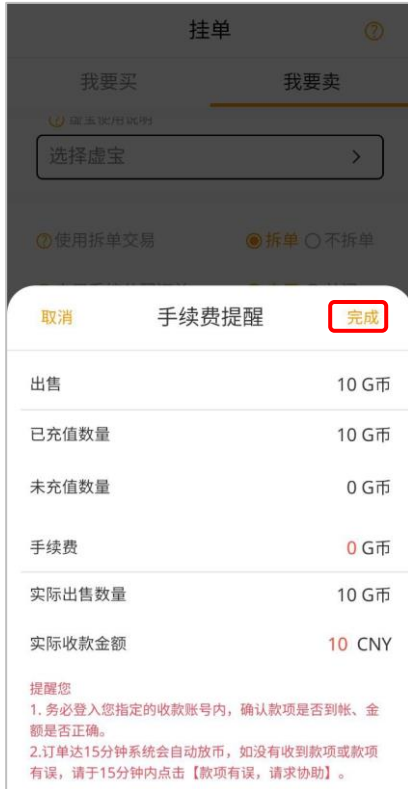 挂单
我要买 我要卖
虚宝使用说明
选择虚宝
使用拆单交易 拆单 不拆单
取消 手续费提醒 完成
出售 10 G币
已充值数量 10 G币
未充值数量 0 G币
手续费 0 G币
实际出售数量 10 G币
实际收款金额 10 CNY
提醒您
1. 务必登入您指定的收款账号内，确认款项是否到帐、金
额是否正确。
2.订单达15分钟系统会自动放币，如没有收到款项或款项
有误，请于15分钟内点击【款项有误，请求协助】。